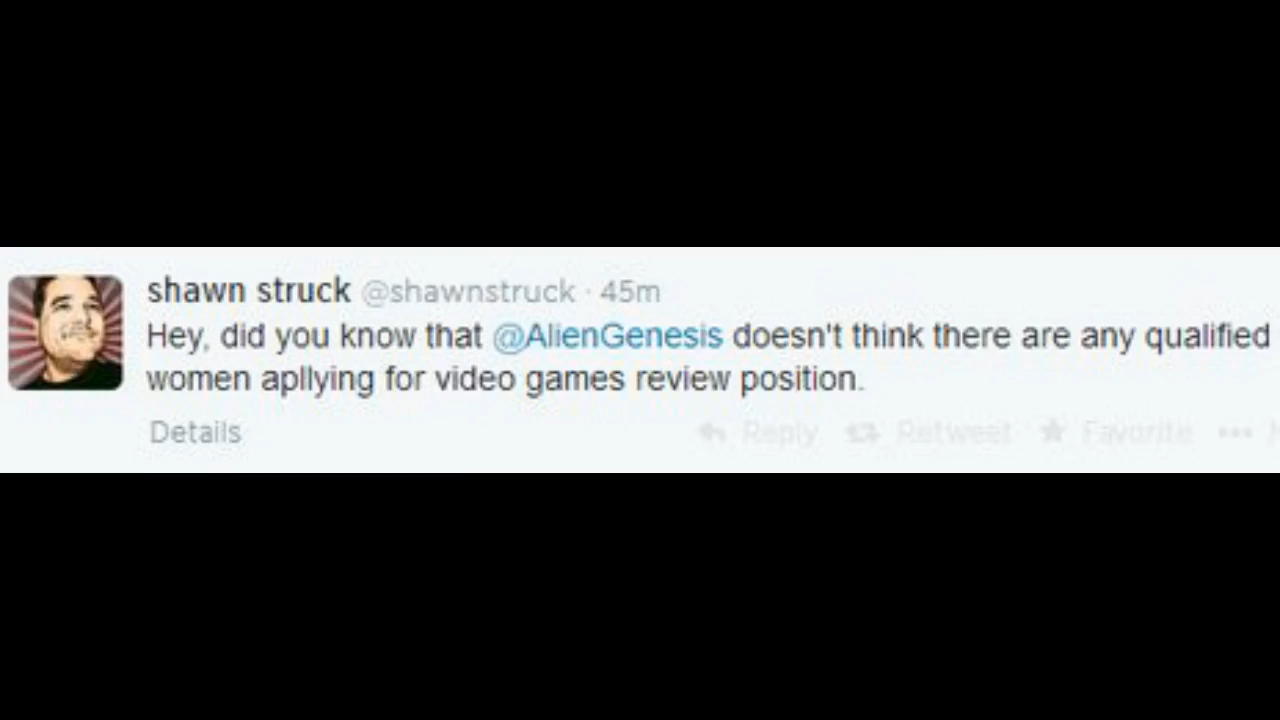 shawn struck @shawnstruck · 45m
Hey, did you know that @AlienGenesis doesn't think there are any qualified
women apllying for video games review position.
Details Reply Retweet Favorite